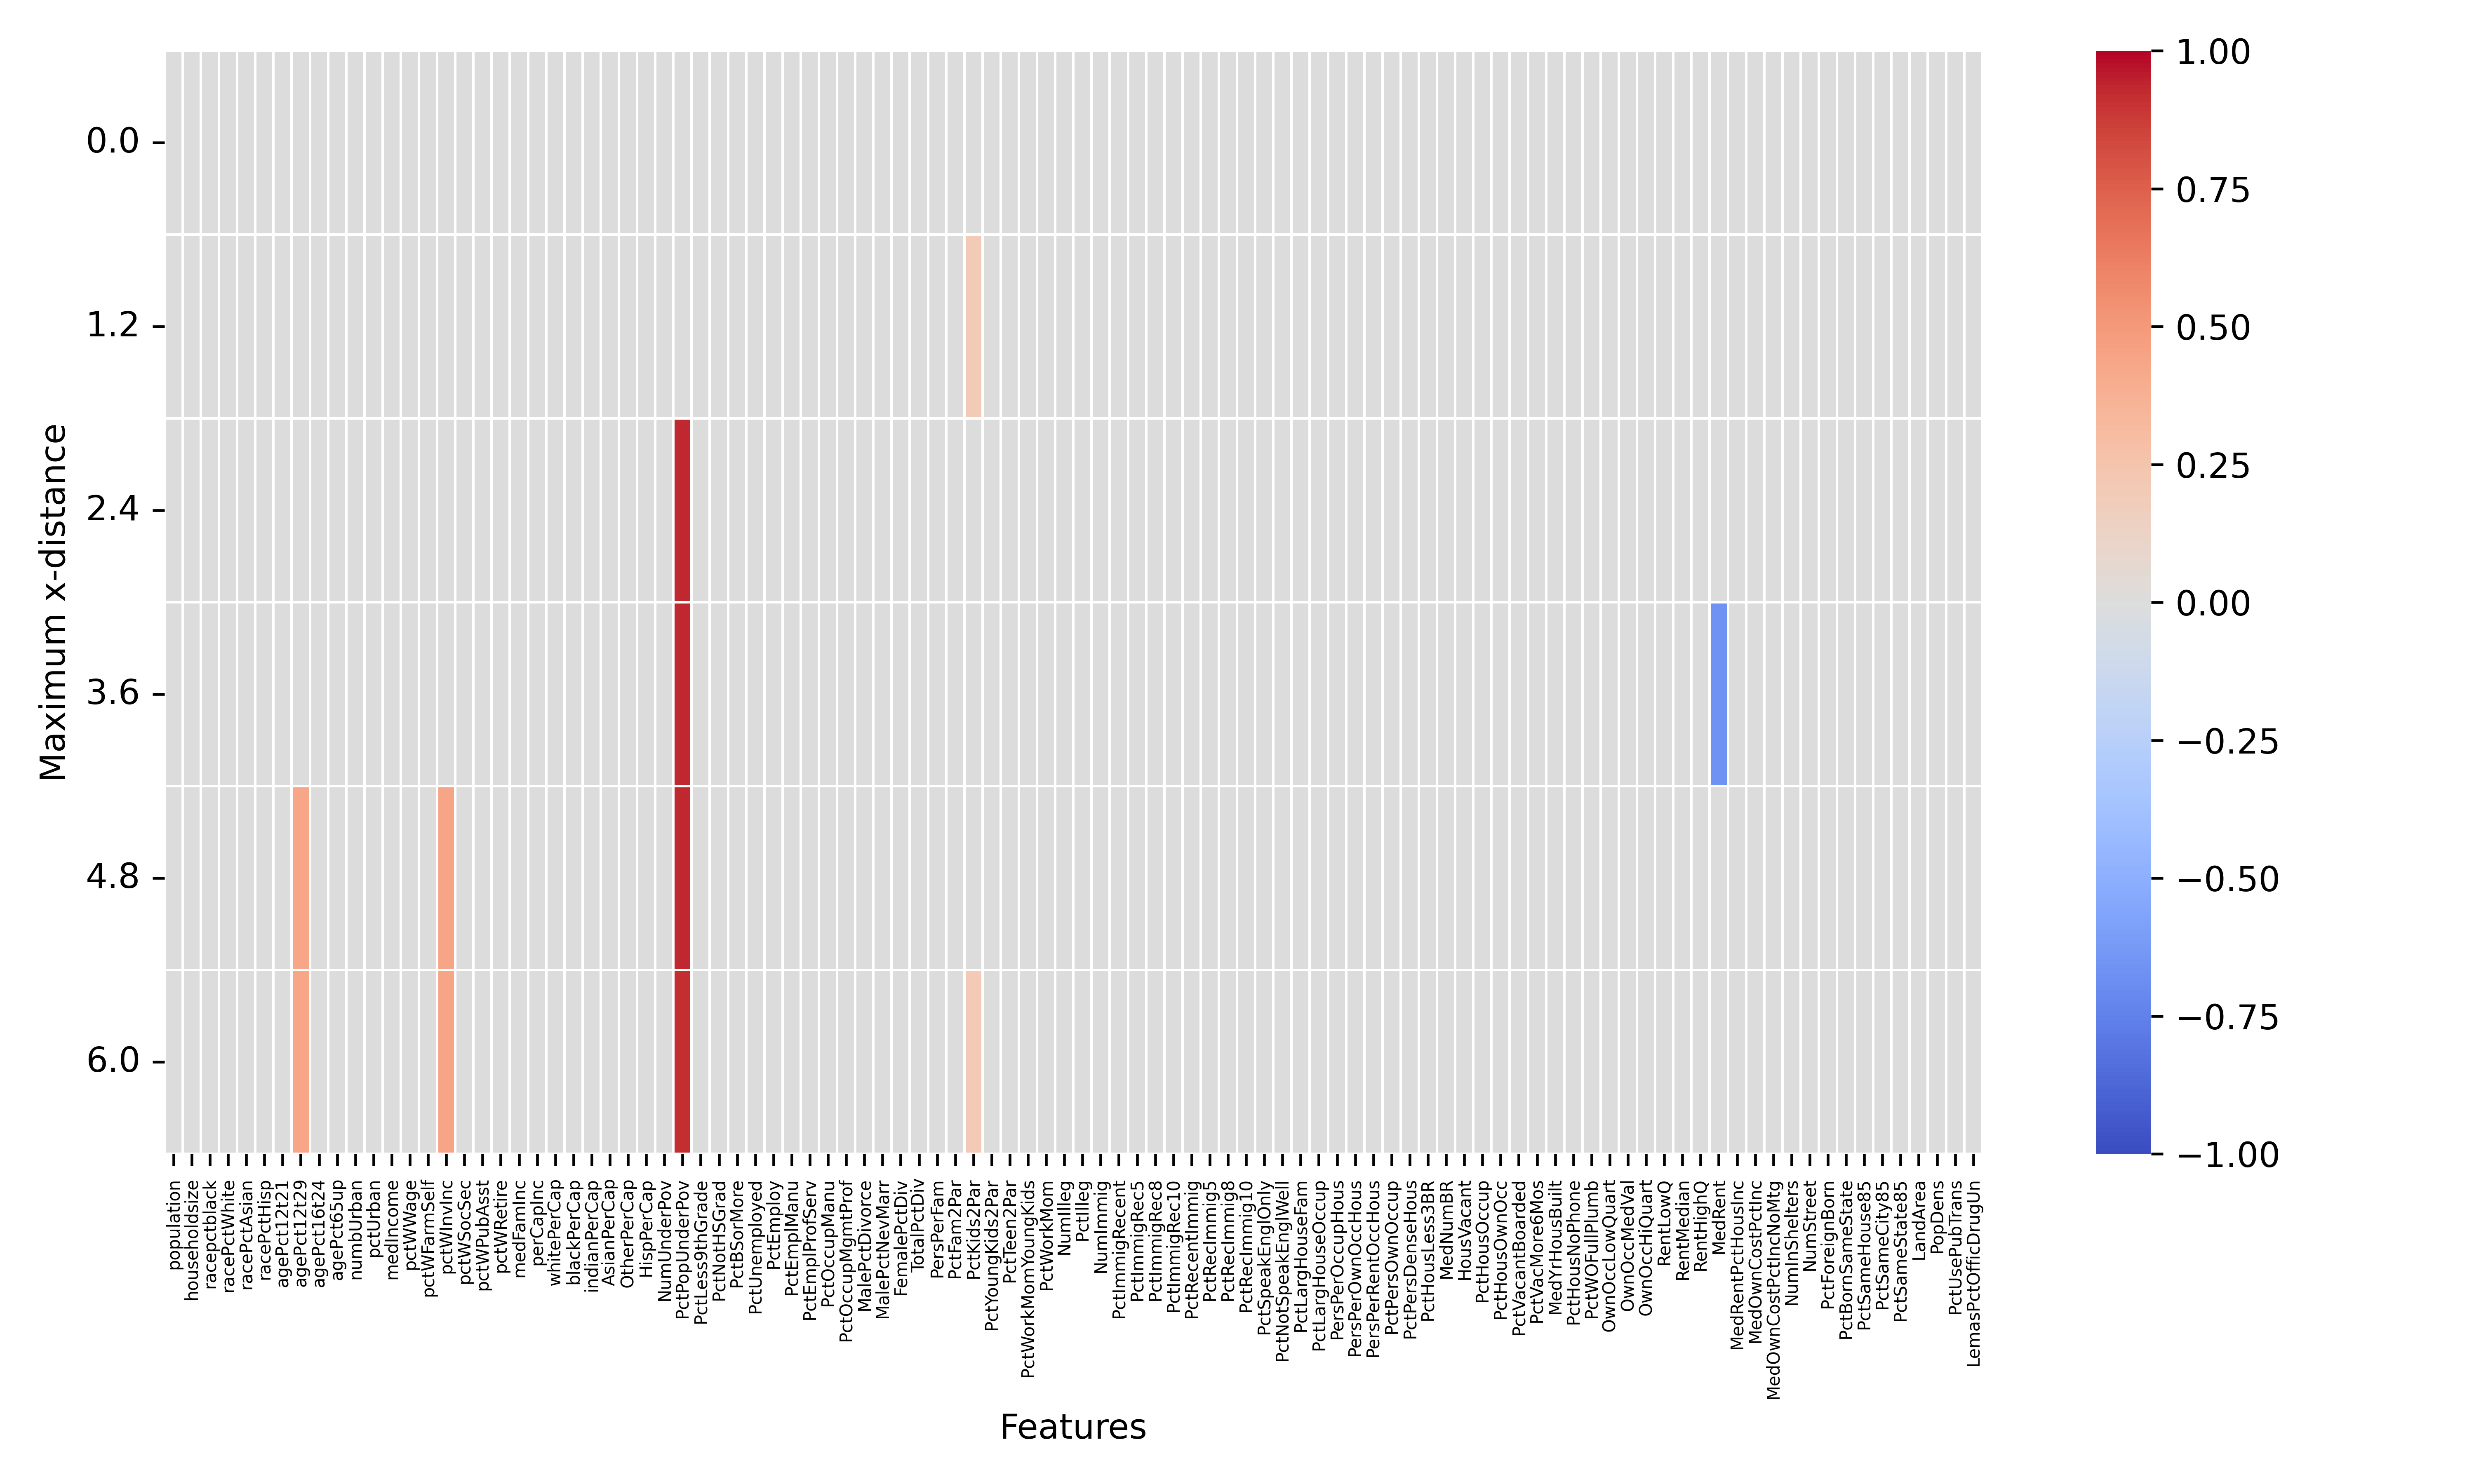 Maximum x-distance
0.0
1.2
2.4
3.6
4.8
6.0
population
householdsize
racepctblack
racePctWhite
racePctAsian
racePctHisp
agePct12t21
agePct12t29
agePct16t24
agePct65up
numbUrban
pctUrban
medIncome
pctWWage
pctWFarmSelf
pctWInvInc
pctWSocSec
pctWPubAsst
pctWRetire
medFamInc
perCapInc
whitePerCap
blackPerCap
indianPerCap
AsianPerCap
OtherPerCap
HispPerCap
NumUnderPov
PctPopUnderPov
PctLess9thGrade
PctNotHSGrad
PctBSorMore
PctUnemployed
PctEmploy
PctEmplManu
PctEmplProfServ
PctOccupManu
PctOccupMgmtProf
MalePctDivorce
MalePctNevMarr
FemalePctDiv
TotalPctDiv
PersPerFam
PctFam2Par
PctKids2Par
PctYoungKids2Par
PctTeen2Par
PctWorkMomYoungKids
PctWorkMom
NumIlleg
PctIlleg
NumImmig
PctImmigRecent
PctImmigRec5
PctImmigRec8
PctImmigRec10
PctRecentImmig
PctRecImmig5
PctRecImmig8
PctRecImmig10
PctSpeakEnglOnly
PctNotSpeakEnglWell
PctLargHouseFam
PctLargHouseOccup
PersPerOccupHous
PersPerOwnOccHous
PersPerRentOccHous
PctPersOwnOccup
PctPersDenseHous
PctHousLess3BR
MedNumBR
HousVacant
PctHousOccup
PctHousOwnOcc
PctVacantBoarded
PctVacMore6Mos
MedYrHousBuilt
PctHousNoPhone
PctWOFullPlumb
OwnOccLowQuart
OwnOccMedVal
OwnOccHiQuart
RentLowQ
RentMedian
RentHighQ
MedRent
MedRentPctHousInc
MedOwnCostPctInc
MedOwnCostPctIncNoMtg
NumInShelters
NumStreet
PctForeignBorn
PctBornSameState
PctSameHouse85
PctSameCity85
PctSameState85
LandArea
PopDens
PctUsePubTrans
LemasPctOfficDrugUn
Features
1.00
0.75
0.50
0.25
0.00
−0.25
−0.50
−0.75
−1.00